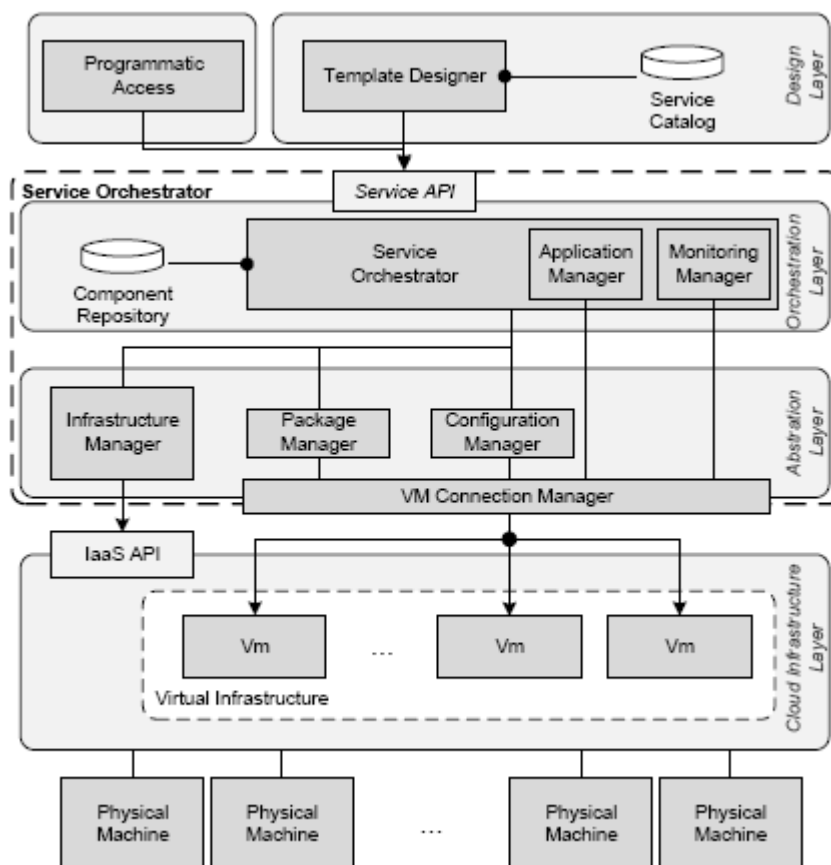 Programmatic
Access
Template Designer
Service
Catalog
Design
Layer
Service Orchestrator
Service API
Component
Repository
Service
Orchestrator
Application
Manager
Monitoring
Manager
Orchestration
Layer
Infrastructure
Manager
Package
Manager
Configuration
Manager
Abstration
Layer
VM Connection Manager
IaaS API
Vm
...
Vm
Vm
Virtual Infrastructure
Cloud Infrastructure
Layer
Physical
Machine
Physical
Machine
...
Physical
Machine
Physical
Machine